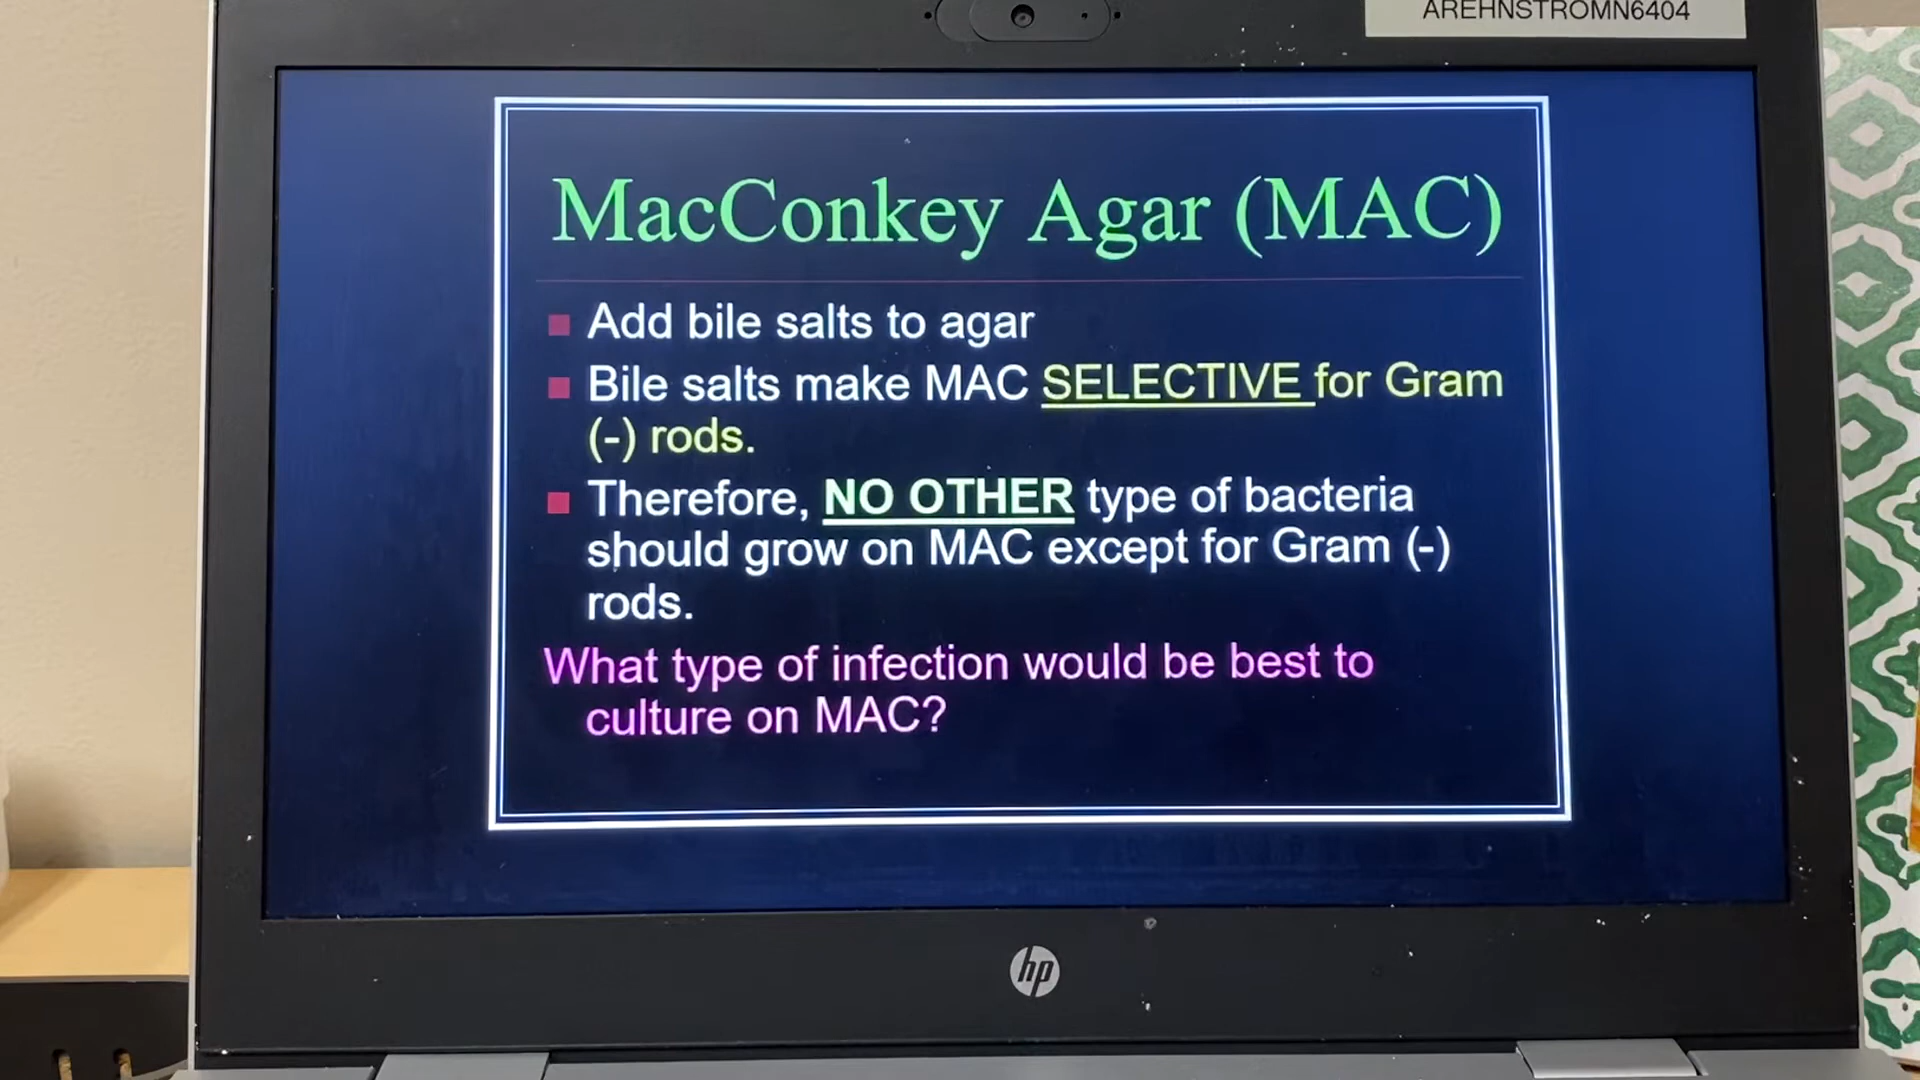 AREHNSTROMN6404
MacConkey Agar (MAC)
Add bile salts to agar
Bile salts make MAC SELECTIVE for Gram
(-) rods.
Therefore, NO OTHER type of bacteria
should grow on MAC except for Gram (-)
rods.
What type of infection would be best to
culture on MAC?
hp